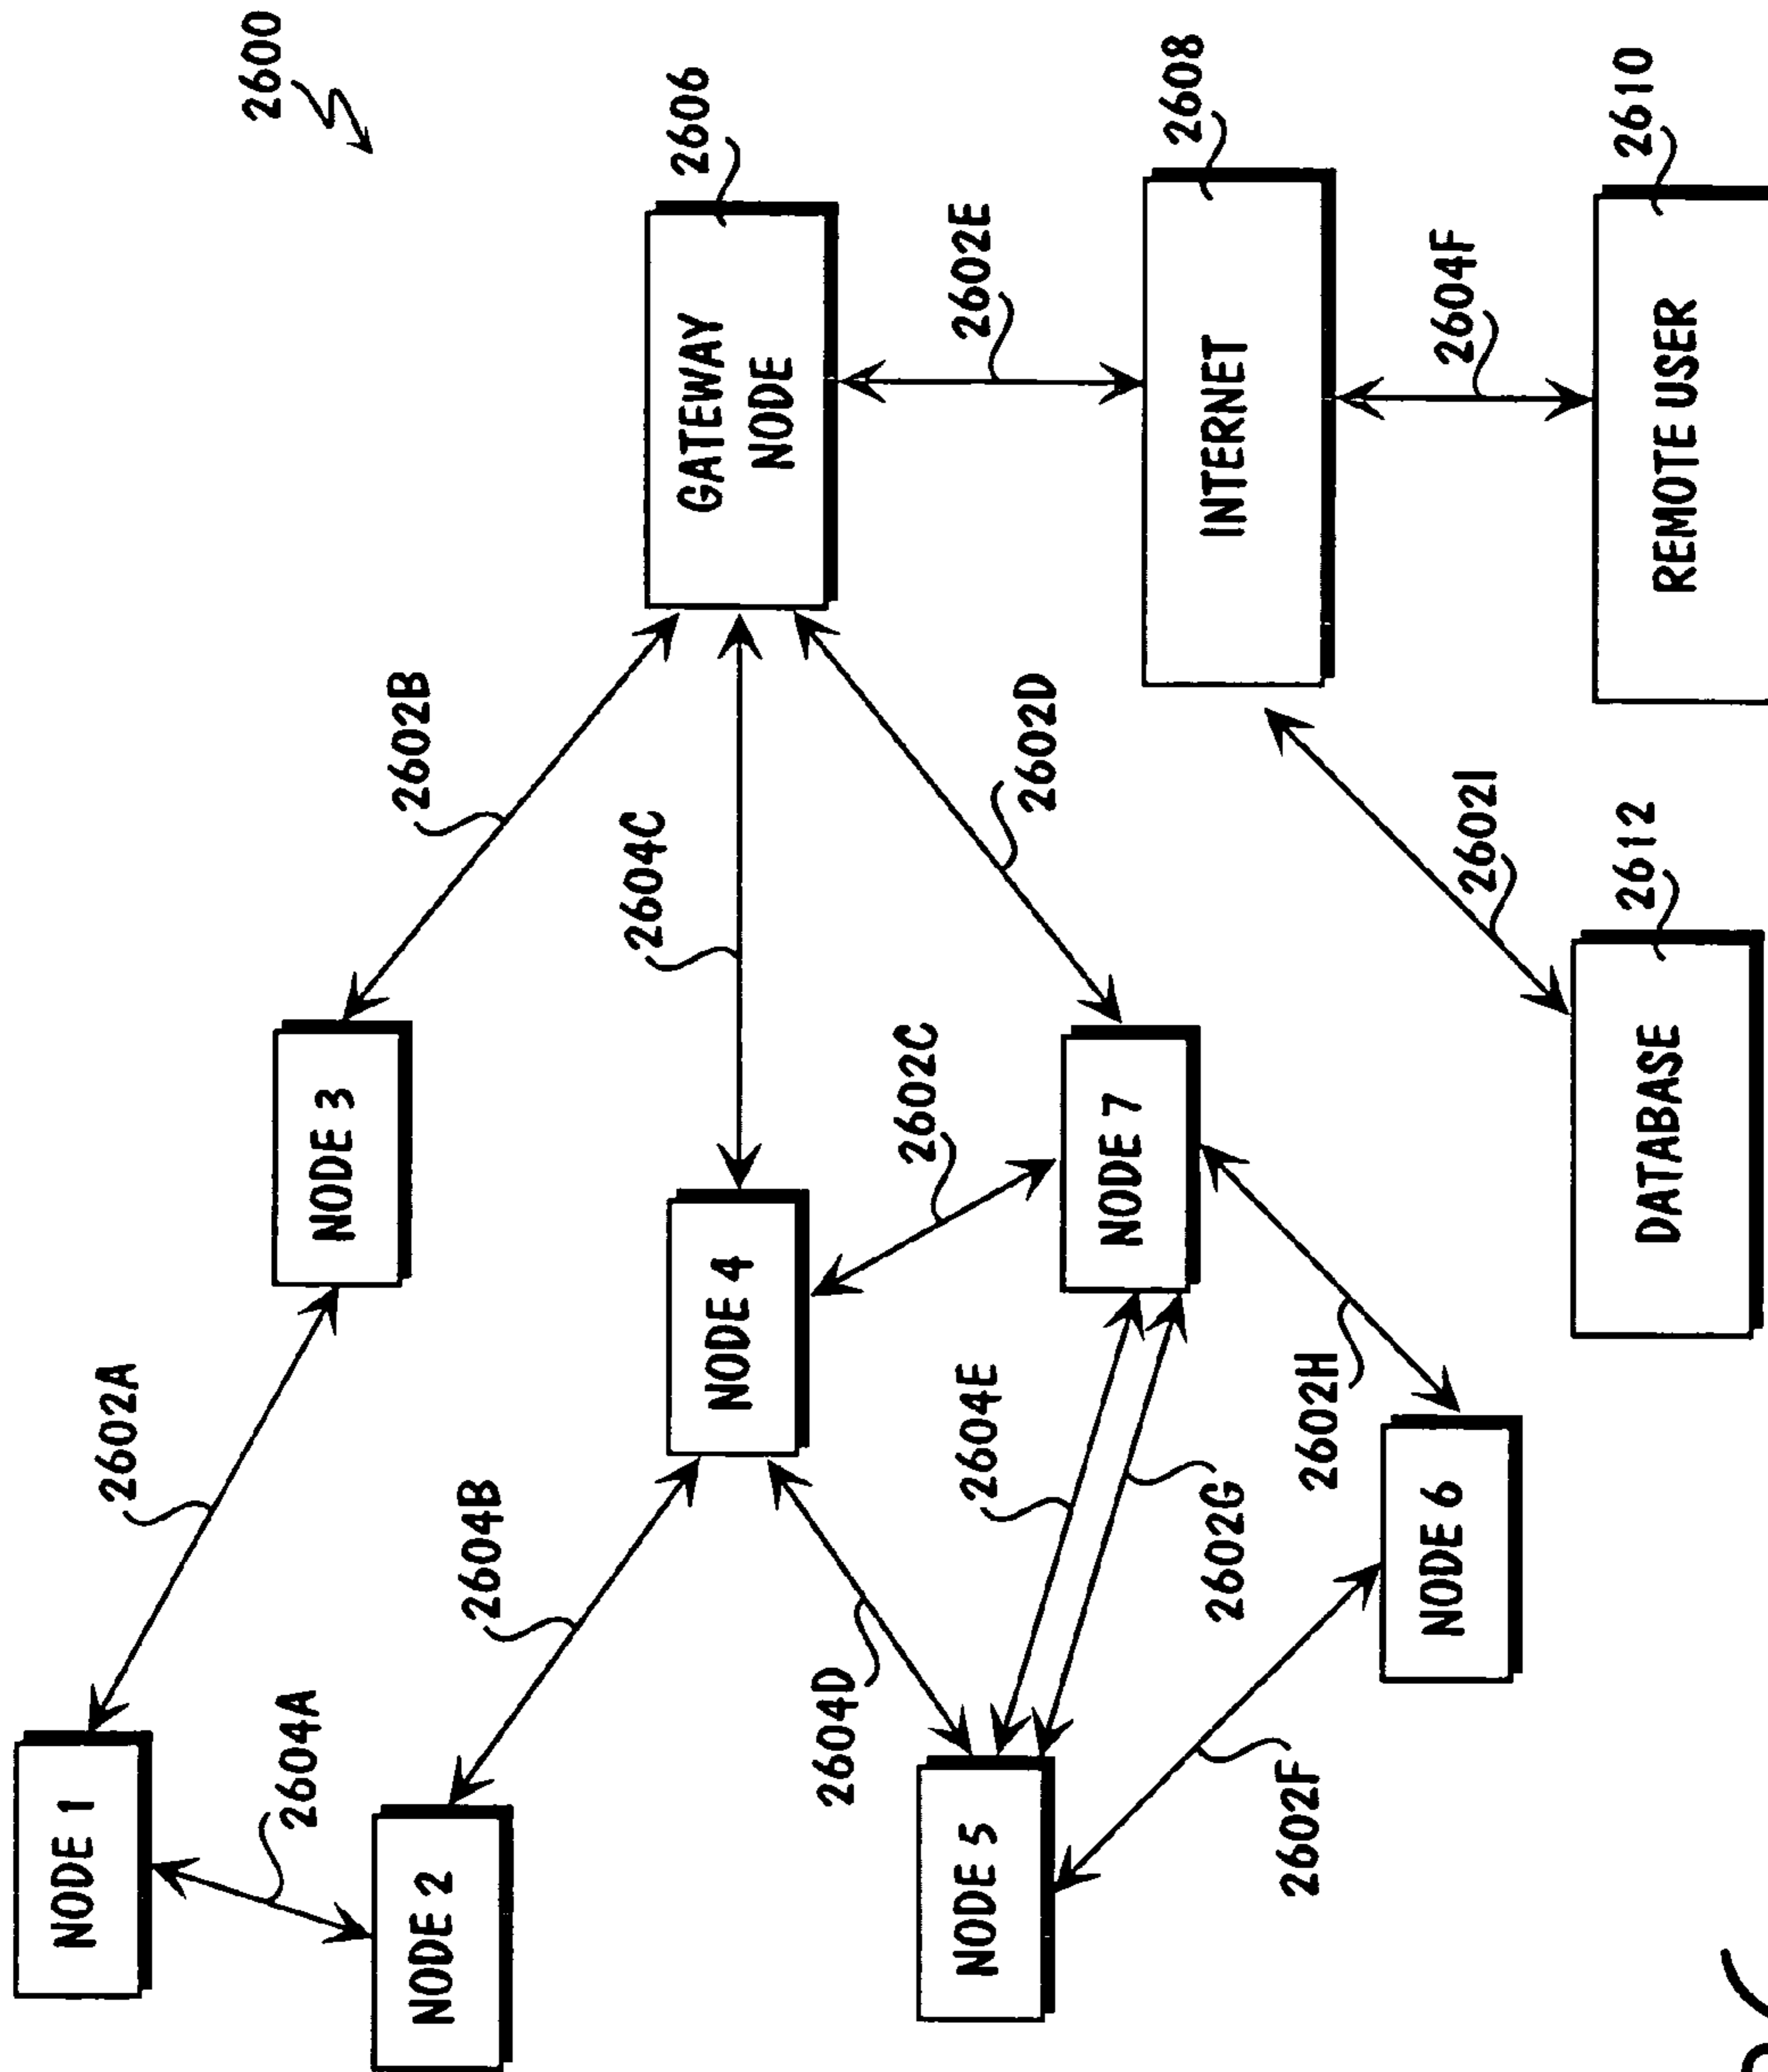 2600
NODE 1
2602A
NODE 3
2602B
2606
GATEWAY
NODE
2604A
NODE 2
2604B
NODE 4
2604C
2602E
2604D
2602C
2602D
2608
INTERNET
NODE 5
2604E
NODE 7
2602G
2604F
2602F
NODE 6
2602H
2602I
2610
REMOTE USER
DATABASE
2612